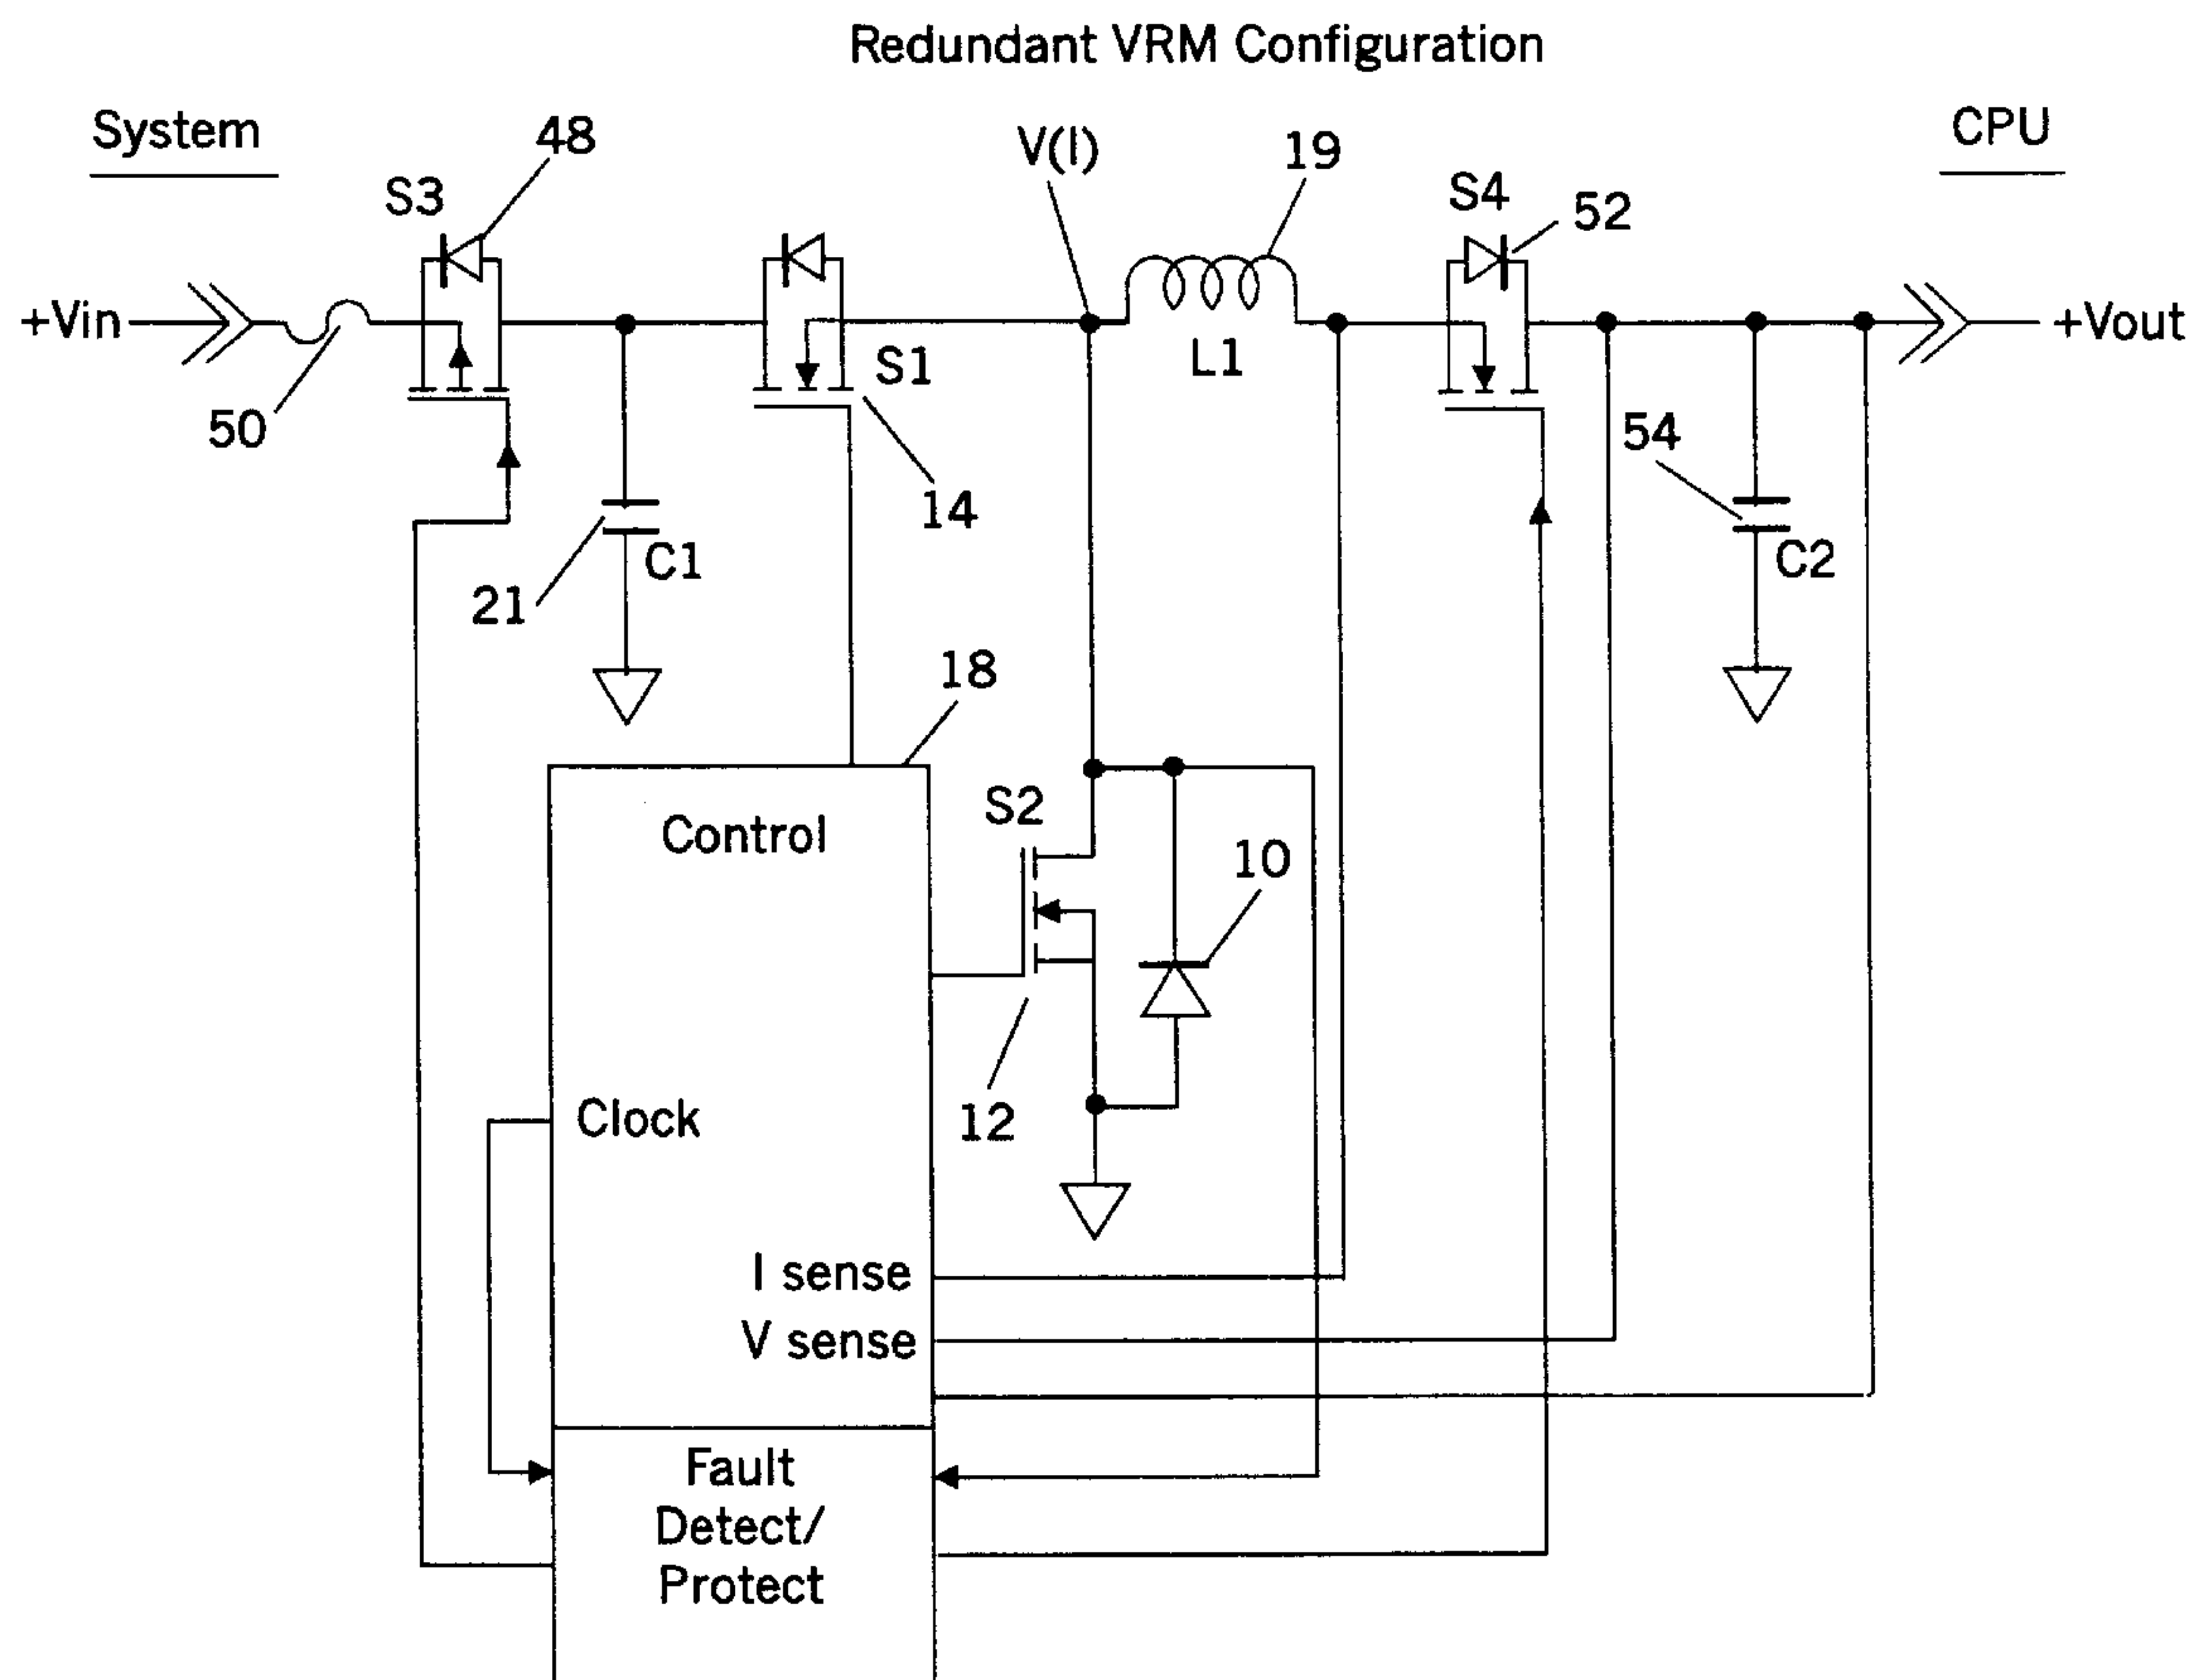 Redundant VRM Configuration
System
48
V(I)
19
CPU
S3
S4
52
+Vin
S1
L1
+Vout
50
14
54
21
C1
C2
18
Control
S2
10
Clock
12
I sense
V sense
Fault
Detect/
Protect